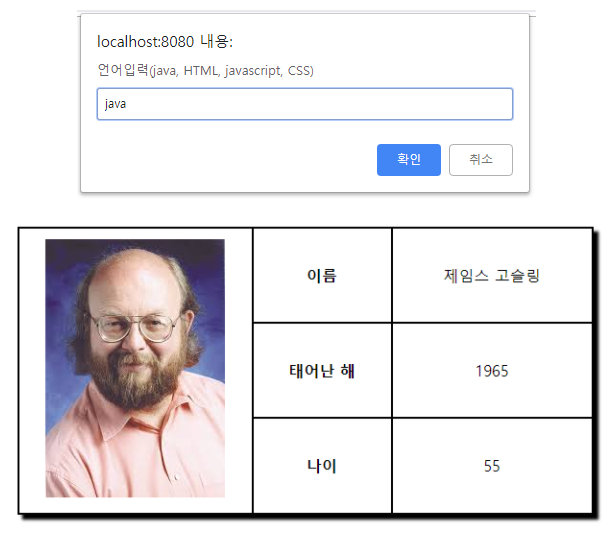 localhost:8080 내용:
언어입력(java, HTML, javascript, CSS)
java
확인 취소
이름 제임스 고슬링
태어난 해 1965
나이 55